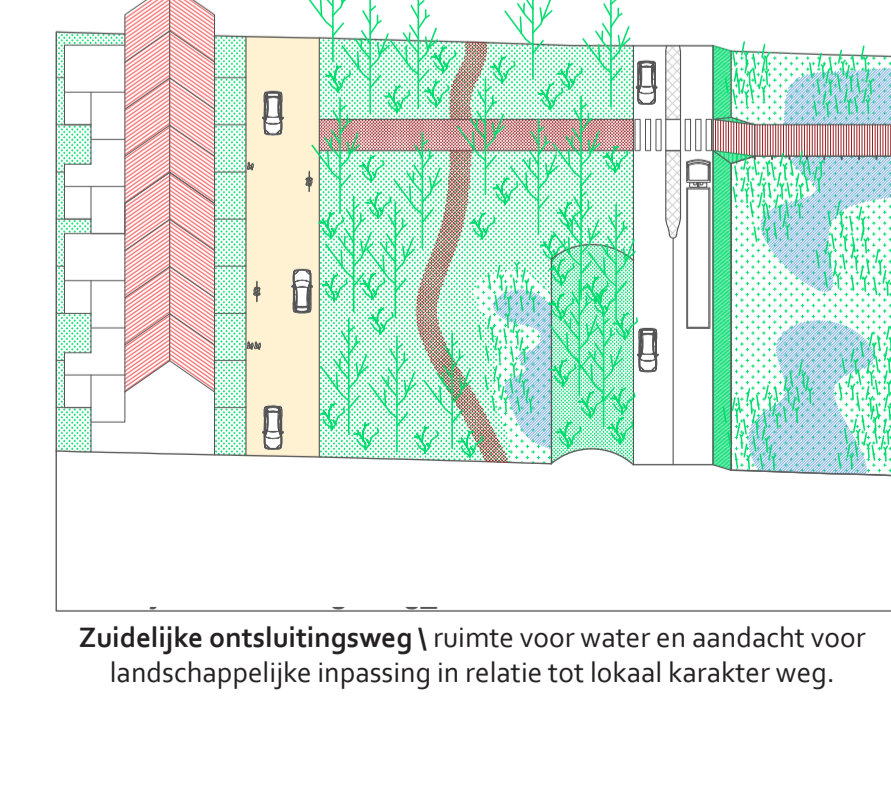 Zuidelijke ontsluitingsweg \ ruimte voor water en aandacht voor
landschappelijke inpassing in relatie tot lokaal karakter weg.